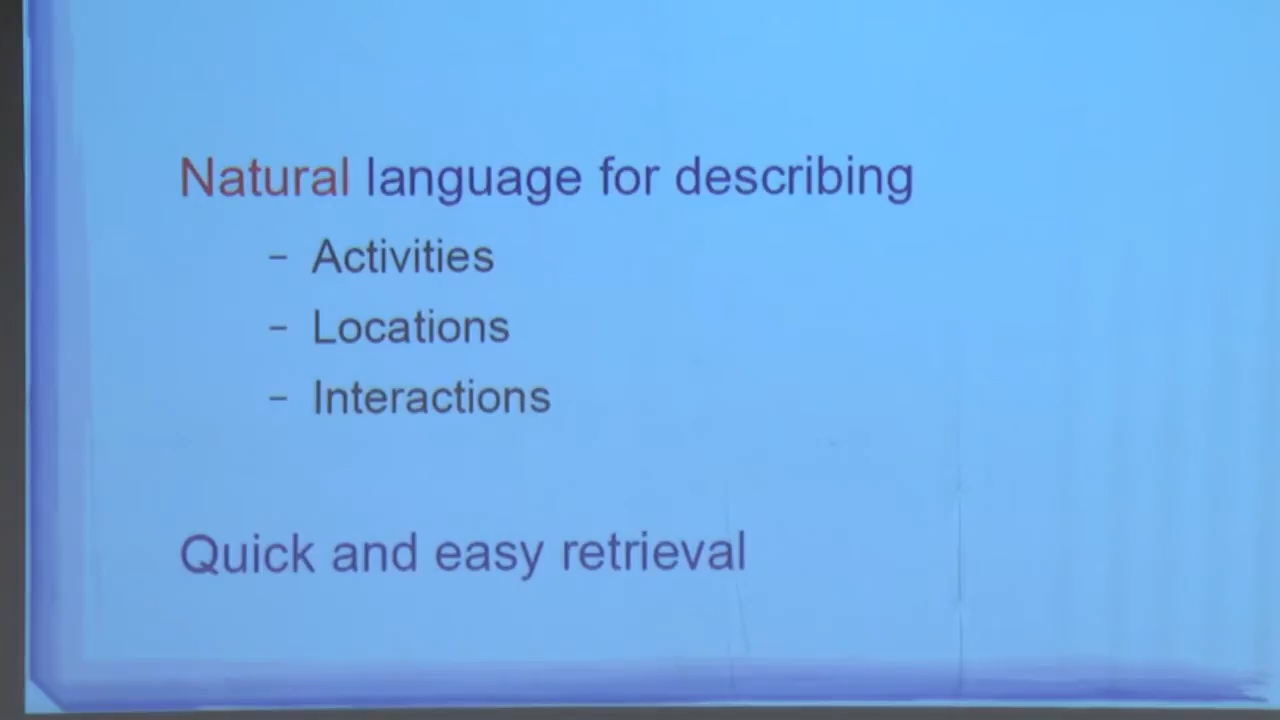 Natural language for describing
– Activities
– Locations
– Interactions
Quick and easy retrieval